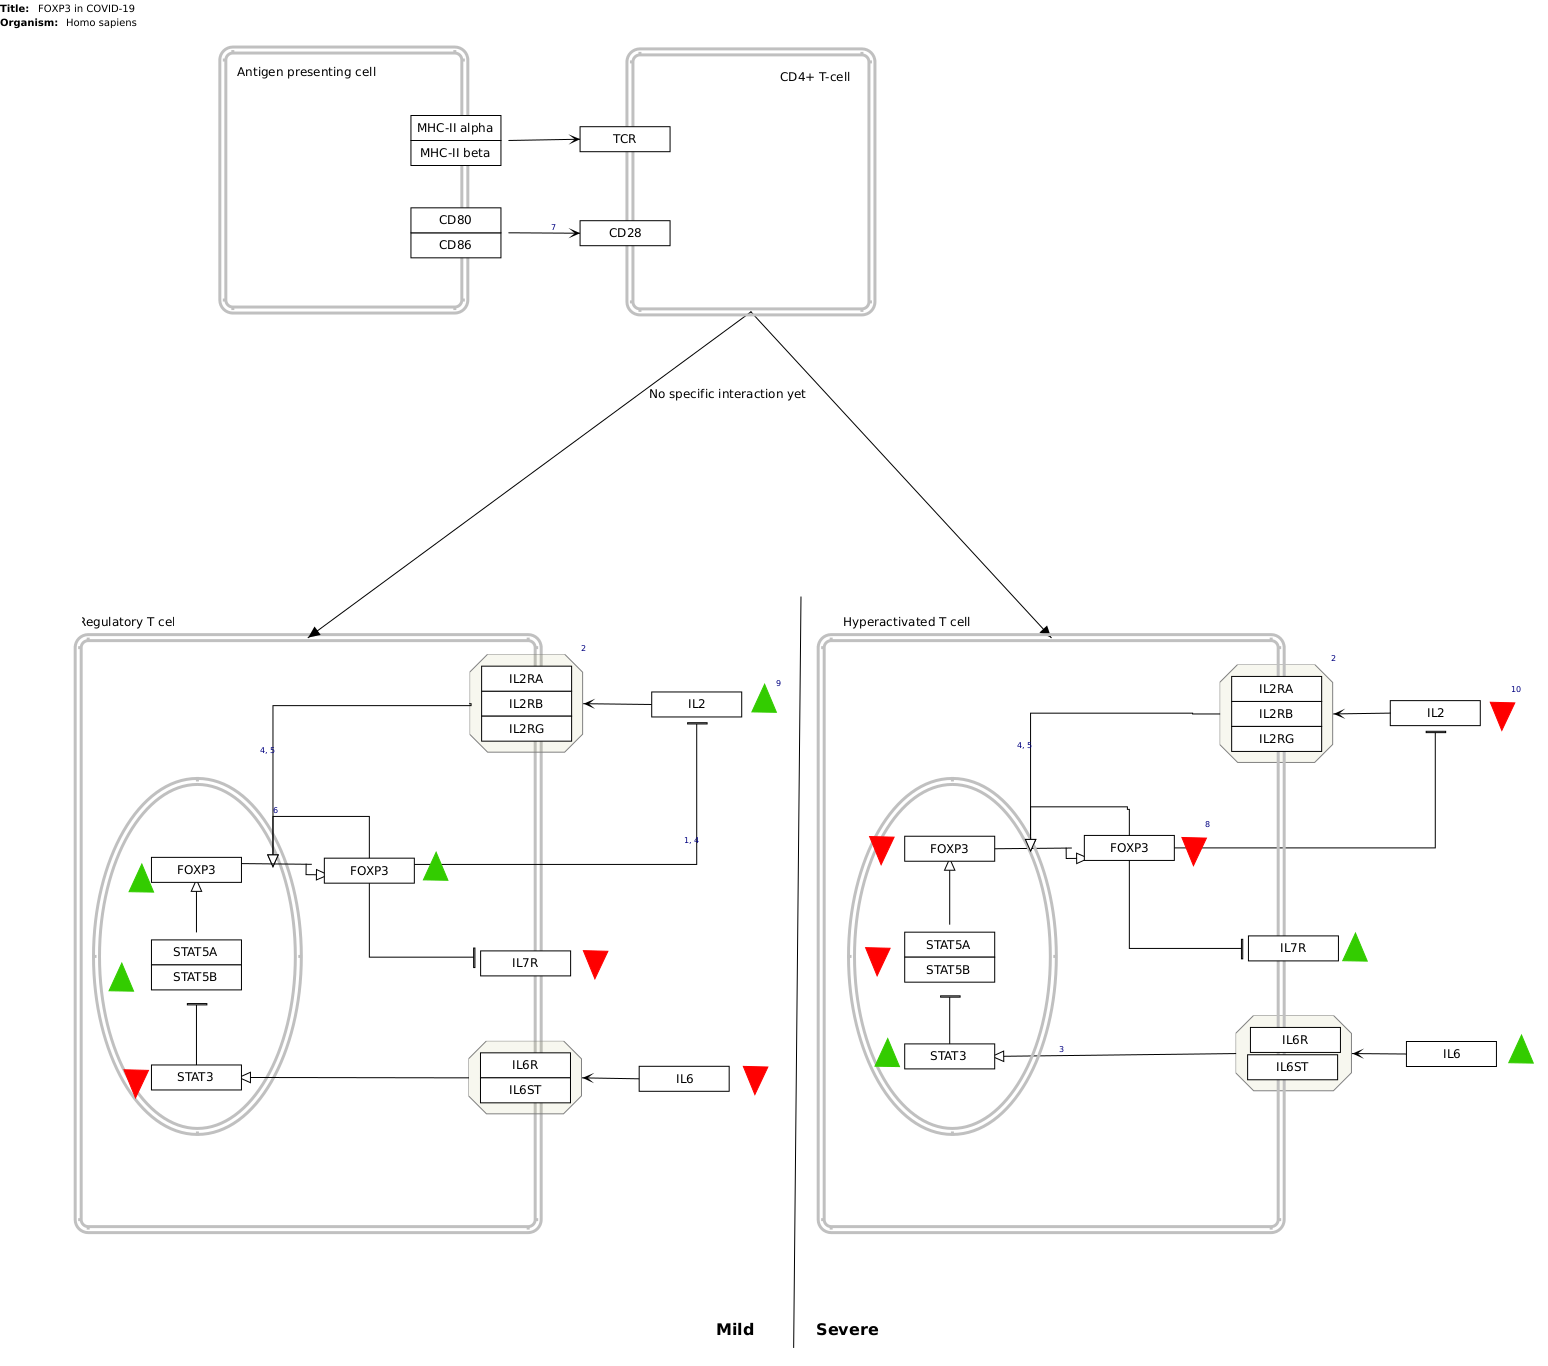 Title: FOXP3 in COVID-19
Organism: Homo sapiens
Antigen presenting cell
CD4+ T-cell
MHC-II alpha
MHC-II beta
TCR
CD80
CD86
7
CD28
No specific interaction yet
Regulatory T cel
2
IL2RA
IL2RB
IL2RG
IL2
9
4, 5
6
FOXP3
FOXP3
1, 4
STAT5A
STAT5B
IL7R
STAT3
IL6R
IL6ST
IL6
Hyperactivated T cell
2
IL2RA
IL2RB
IL2RG
IL2
10
4, 5
8
FOXP3
FOXP3
STAT5A
STAT5B
IL7R
STAT3
3
IL6R
IL6ST
IL6
Mild
Severe